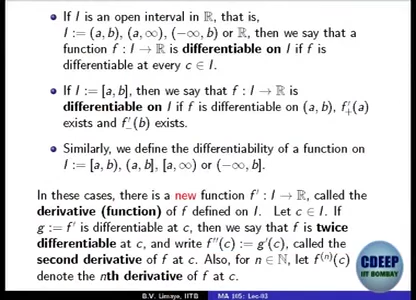 If I is an open interval in ℝ, that is,
I := (a, b), (a, ∞), (−∞, b) or ℝ, then we say that a
function f : I → ℝ is differentiable on I if f is
differentiable at every c ∈ I.
If I := [a, b], then we say that f : I → ℝ is
differentiable on I if f is differentiable on (a, b), f′₊(a)
exists and f′₋(b) exists.
Similarly, we define the differentiability of a function on
I := [a, b), (a, b], [a, ∞) or (−∞, b].
In these cases, there is a new function f′ : I → ℝ, called the
derivative (function) of f defined on I. Let c ∈ I. If
g := f′ is differentiable at c, then we say that f is twice
differentiable at c, and write f″(c) := g′(c), called the
second derivative of f at c. Also, for n ∈ ℕ, let f⁽ⁿ⁾(c)
denote the nth derivative of f at c.
CDEEP
IIT BOMBAY
B.V. Limaye, IITB
MA 105: Lec-03